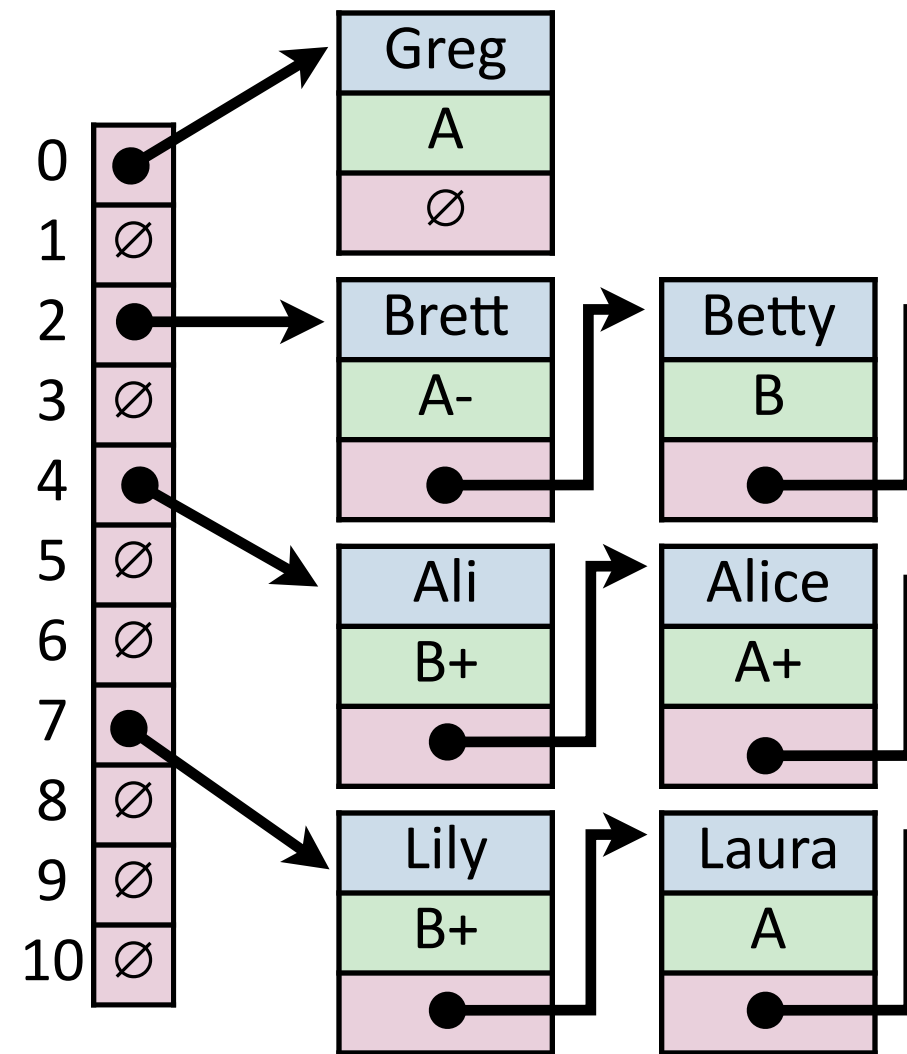 0
1
2
3
4
5
6
7
8
9
10
∅
∅
∅
∅
∅
∅
∅
Greg
A
∅
Brett
A-
Betty
B
Ali
B+
Alice
A+
Lily
B+
Laura
A